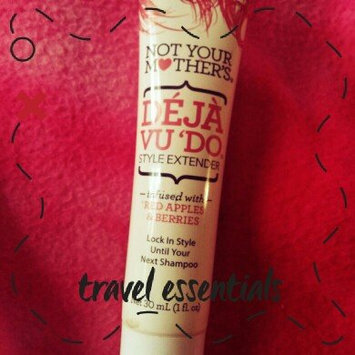 NOT YOUR
MOTHER'S®
DÉJÀ
VU 'DO
STYLE EXTENDER
infused with
RED APPLES
& BERRIES
Lock In Style
Until Your
Next Shampoo
travel essentials
Net 30 mL (1 fl. oz)